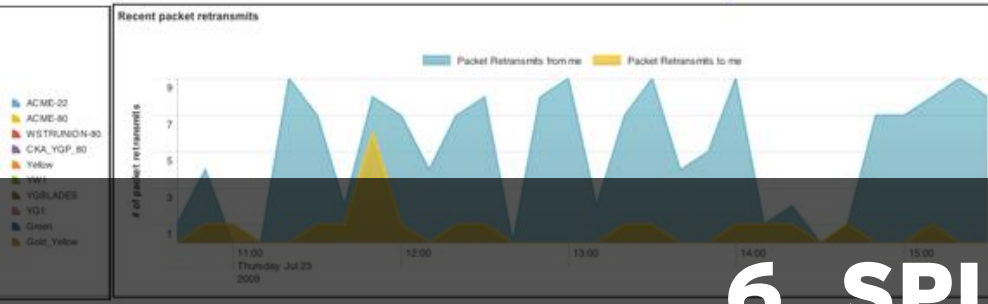 Recent packet retransmits
Packet Retransmits from me
Packet Retransmits to me
ACME-22
ACME-80
WSTRUNION-80
CKA_YGP_80
Yellow
YW1
YGBLADES
YG1
Green
Gold_Yellow
# of packet retransmits
9
7
5
3
1
11:00
12:00
13:00
14:00
15:00
Thursday Jul 23
2009
6. SPL